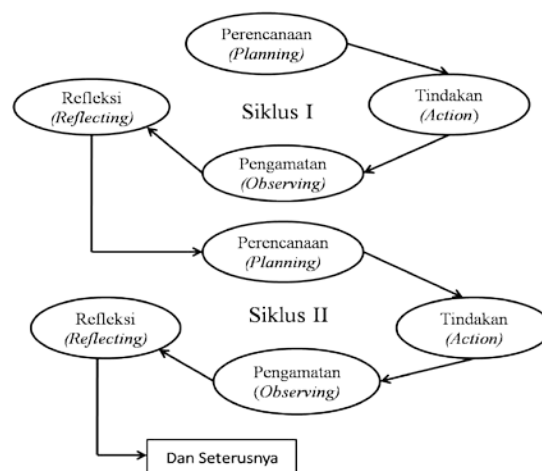 Perencanaan
(Planning)
Tindakan
(Action)
Refleksi
(Reflecting)
Siklus I
Pengamatan
(Observing)
Perencanaan
(Planning)
Siklus II
Tindakan
(Action)
Refleksi
(Reflecting)
Pengamatan
(Observing)
Dan Seterusnya